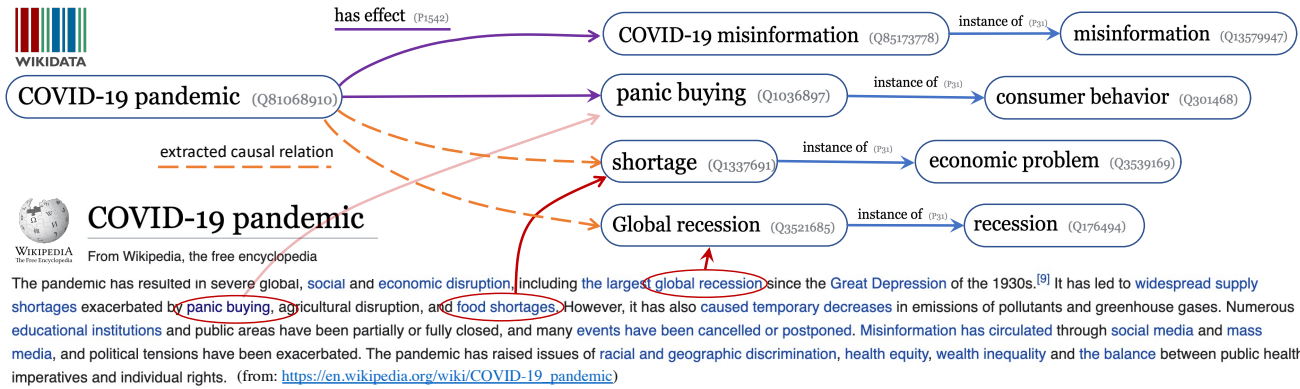 WIKIDATA
has effect (P1542)
COVID-19 pandemic (Q81068910)
COVID-19 misinformation (Q85173778)
instance of (P31)
misinformation (Q13579947)
panic buying (Q1036897)
instance of (P31)
consumer behavior (Q301468)
extracted causal relation
shortage (Q1337691)
instance of (P31)
economic problem (Q3539169)
Global recession (Q3521685)
instance of (P31)
recession (Q176494)
WIKIPEDIA
The Free Encyclopedia
COVID-19 pandemic
From Wikipedia, the free encyclopedia
The pandemic has resulted in severe global, social and economic disruption, including the largest global recession since the Great Depression of the 1930s.[9] It has led to widespread supply
shortages exacerbated by panic buying, agricultural disruption, and food shortages. However, it has also caused temporary decreases in emissions of pollutants and greenhouse gases. Numerous
educational institutions and public areas have been partially or fully closed, and many events have been cancelled or postponed. Misinformation has circulated through social media and mass
media, and political tensions have been exacerbated. The pandemic has raised issues of racial and geographic discrimination, health equity, wealth inequality and the balance between public health
imperatives and individual rights. (from: https://en.wikipedia.org/wiki/COVID-19_pandemic)